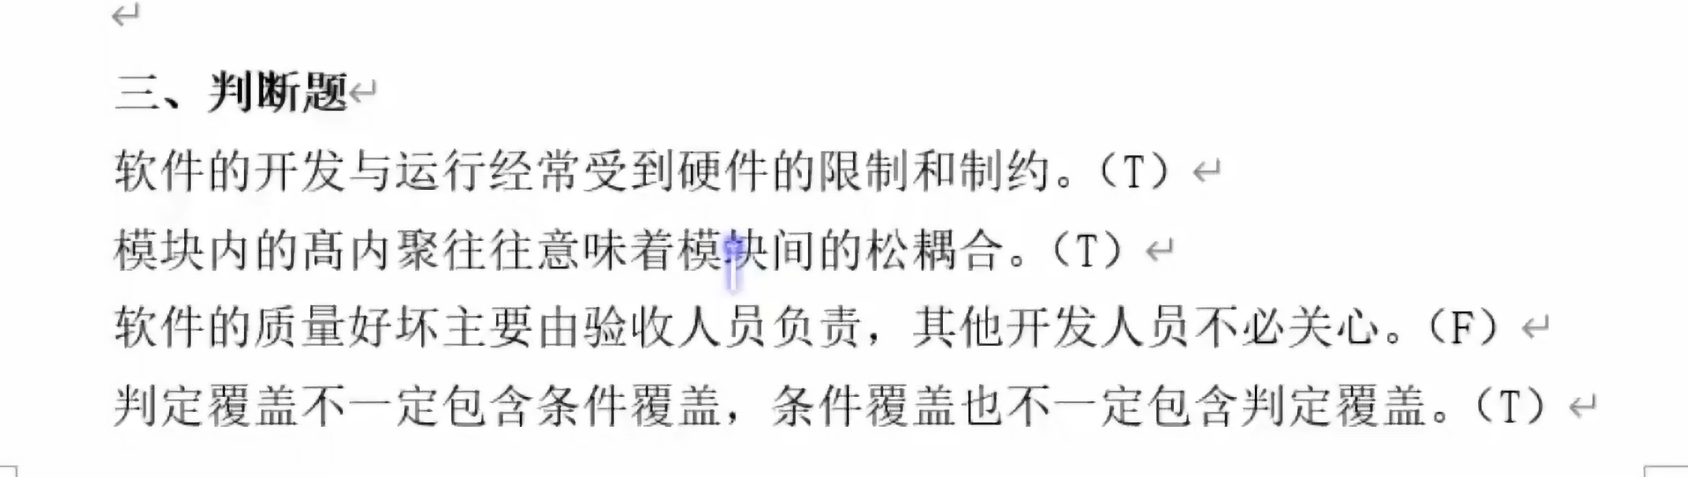 三、判断题
软件的开发与运行经常受到硬件的限制和制约。（T）
模块内的高内聚往往意味着模块间的松耦合。（T）
软件的质量好坏主要由验收人员负责，其他开发人员不必关心。（F）
判定覆盖不一定包含条件覆盖，条件覆盖也不一定包含判定覆盖。（T）